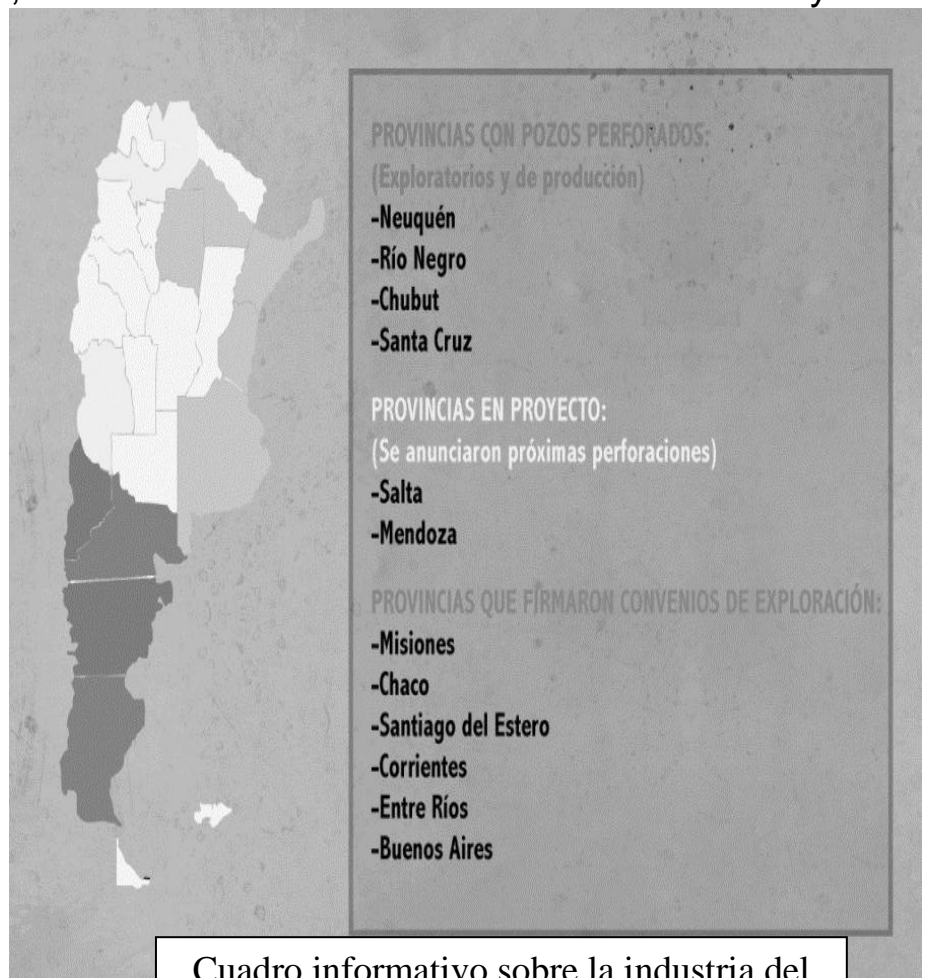 PROVINCIAS CON POZOS PERFORADOS:
(Exploratorios y de producción)
-Neuquén
-Río Negro
-Chubut
-Santa Cruz
PROVINCIAS EN PROYECTO:
(Se anunciaron próximas perforaciones)
-Salta
-Mendoza
PROVINCIAS QUE FIRMARON CONVENIOS DE EXPLORACIÓN:
-Misiones
-Chaco
-Santiago del Estero
-Corrientes
-Entre Ríos
-Buenos Aires
Cuadro informativo sobre la industria del